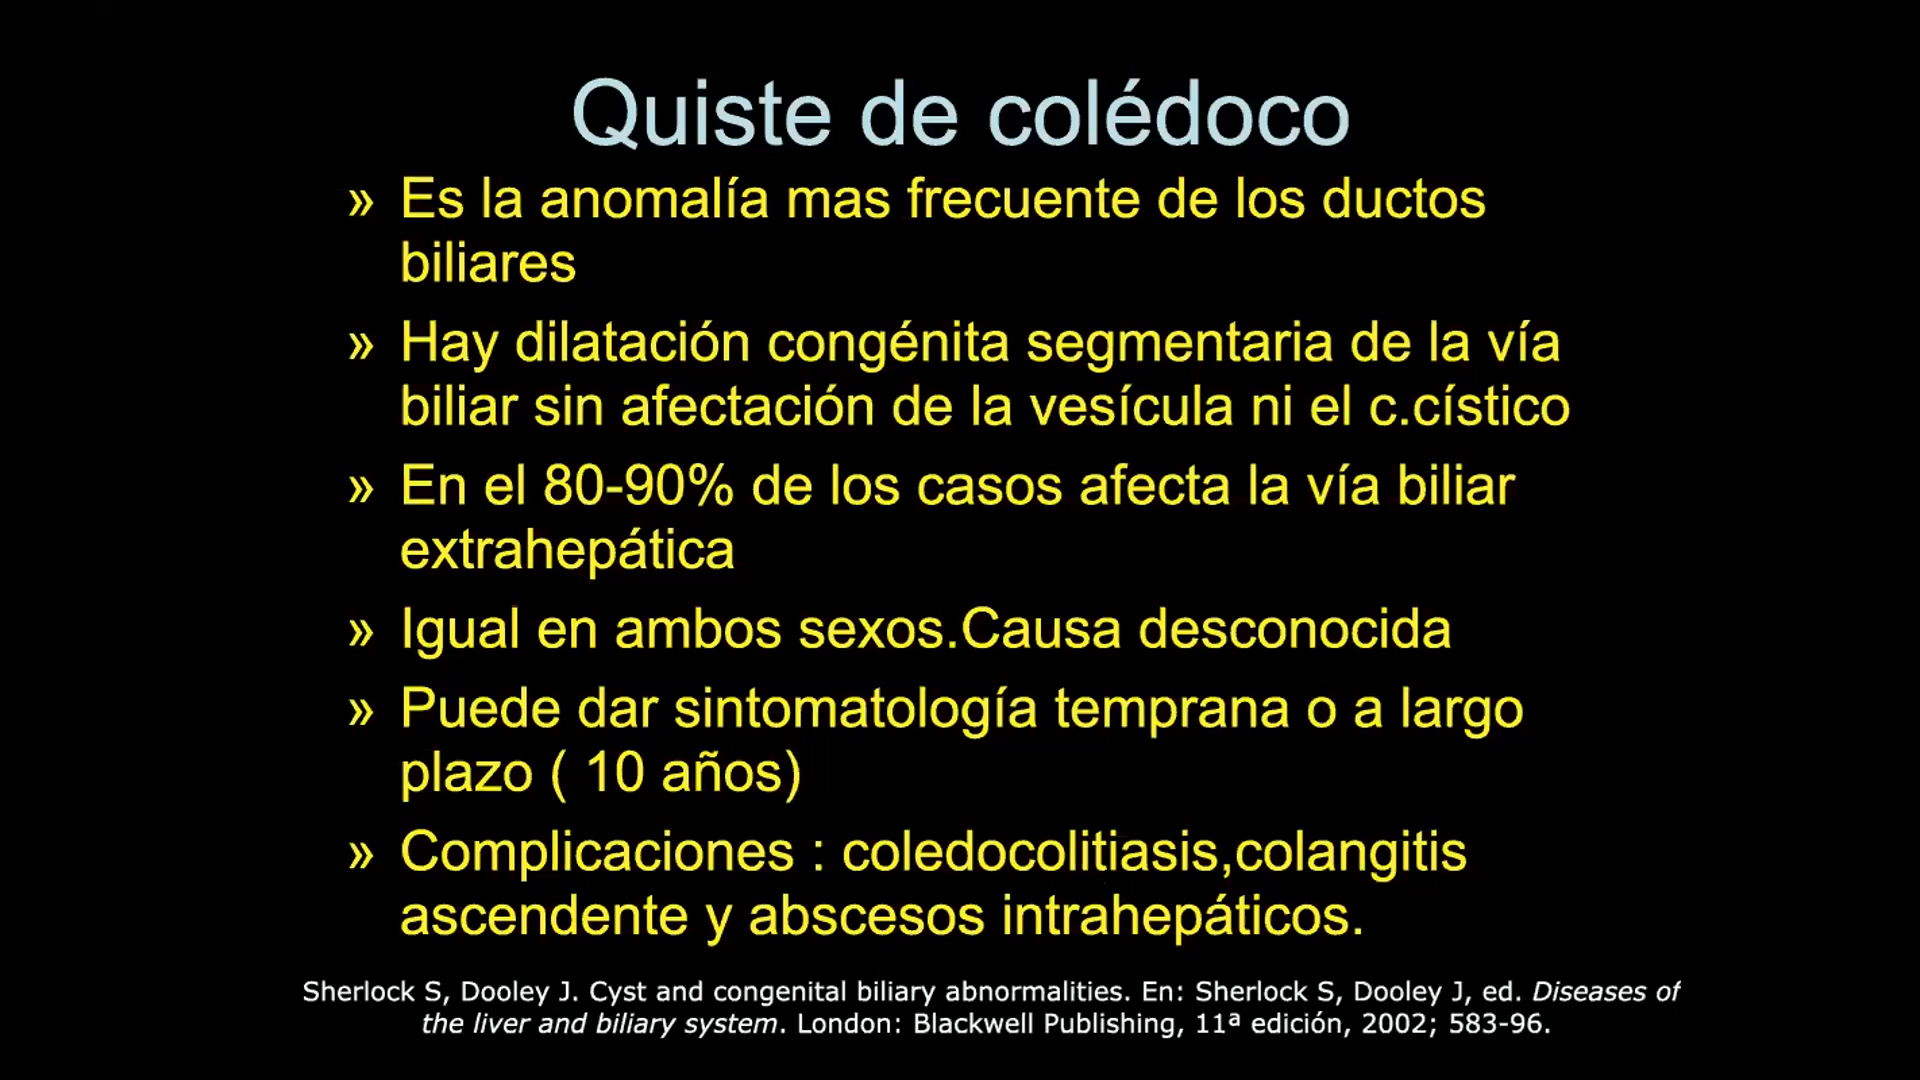 Quiste de colédoco
» Es la anomalía mas frecuente de los ductos
biliares
» Hay dilatación congénita segmentaria de la vía
biliar sin afectación de la vesícula ni el c.cístico
» En el 80-90% de los casos afecta la vía biliar
extrahepática
» Igual en ambos sexos.Causa desconocida
» Puede dar sintomatología temprana o a largo
plazo ( 10 años)
» Complicaciones : coledocolitiasis,colangitis
ascendente y abscesos intrahepáticos.
Sherlock S, Dooley J. Cyst and congenital biliary abnormalities. En: Sherlock S, Dooley J, ed. Diseases of
the liver and biliary system. London: Blackwell Publishing, 11ª edición, 2002; 583-96.